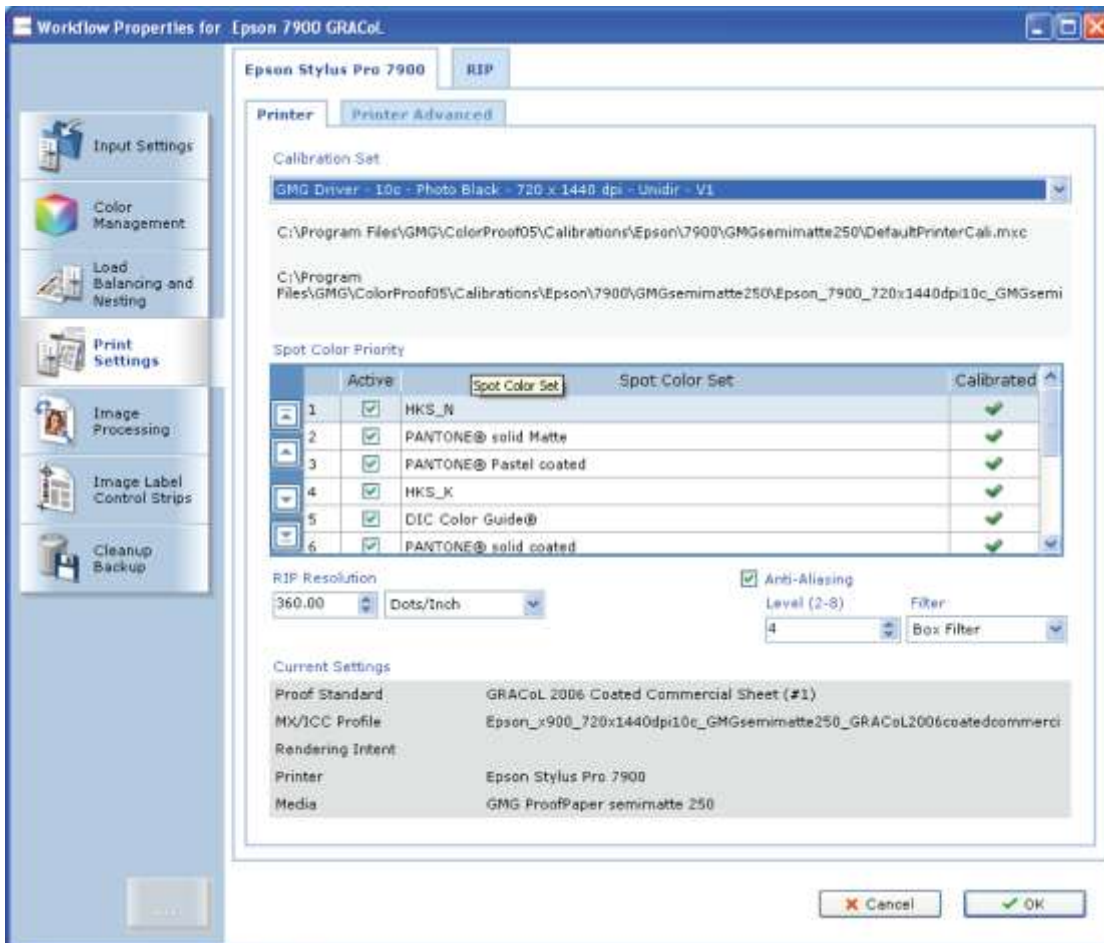 Workflow Properties for Epson 7900 GRACoL
Input Settings
Color
Management
Load
Balancing and
Nesting
Print
Settings
Image
Processing
Image Label
Control Strips
Cleanup
Backup
Epson Stylus Pro 7900
RIP
Printer
Printer Advanced
Calibration Set
GMG Driver - 10c - Photo Black - 720 x 1440 dpi - Unidir - V1
C:\Program Files\GMG\ColorProof05\Calibrations\Epson\7900\GMGsemimatte250\DefaultPrinterCali.mxc
C:\Program
Files\GMG\ColorProof05\Calibrations\Epson\7900\GMGsemimatte250\Epson_7900_720x1440dpi10c_GMGsemi
Spot Color Priority
Active Spot Color Set Spot Color Set Calibrated
1 HKS_N
2 PANTONE® solid Matte
3 PANTONE® Pastel coated
4 HKS_K
5 DIC Color Guide®
6 PANTONE® solid coated
RIP Resolution
360.00 Dots/Inch
Anti-Aliasing
Level (2-8) Filter
4 Box Filter
Current Settings
Proof Standard GRACoL 2006 Coated Commercial Sheet (#1)
MX/ICC Profile Epson_x900_720x1440dpi10c_GMGsemimatte250_GRACoL2006coatedcommerci
Rendering Intent
Printer Epson Stylus Pro 7900
Media GMG ProofPaper semimatte 250
Cancel OK